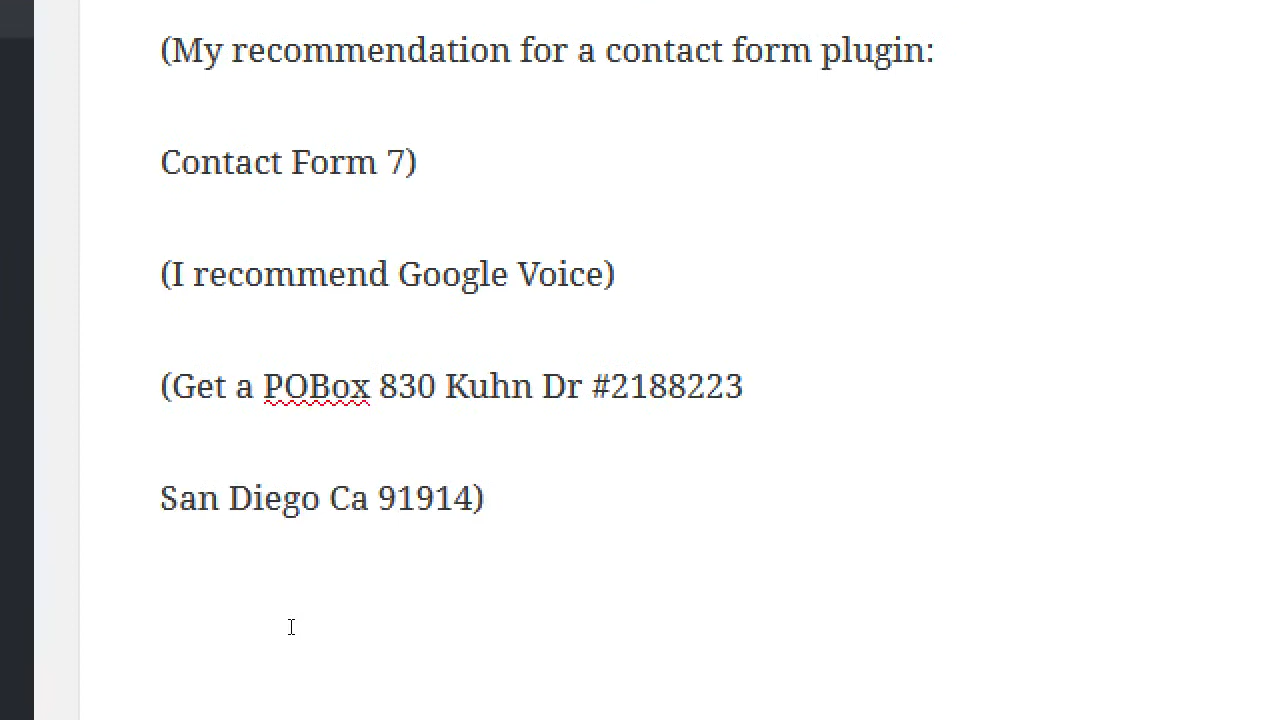 (My recommendation for a contact form plugin:
Contact Form 7)
(I recommend Google Voice)
(Get a POBox 830 Kuhn Dr #2188223
San Diego Ca 91914)